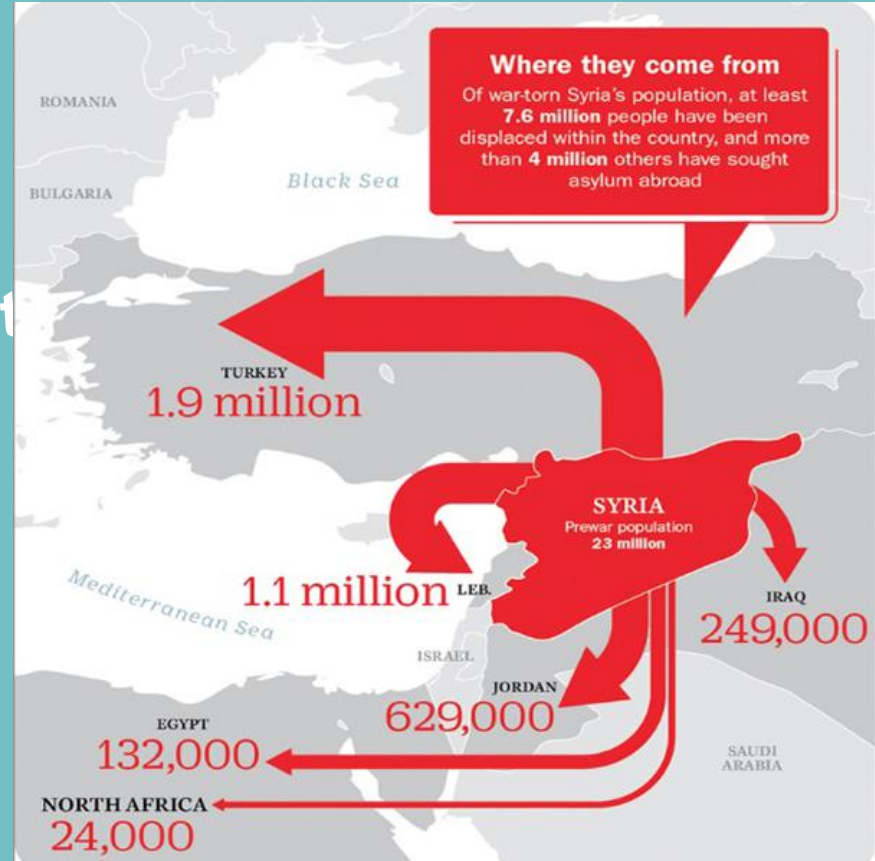 Where they come from
Of war-torn Syria's population, at least
7.6 million people have been
displaced within the country, and more
than 4 million others have sought
asylum abroad
ROMANIA
BULGARIA
Black Sea
t
TURKEY
1.9 million
SYRIA
Prewar population
23 million
Mediterranean Sea
1.1 million
LEB.
IRAQ
249,000
ISRAEL
JORDAN
629,000
EGYPT
132,000
SAUDI
ARABIA
NORTH AFRICA
24,000